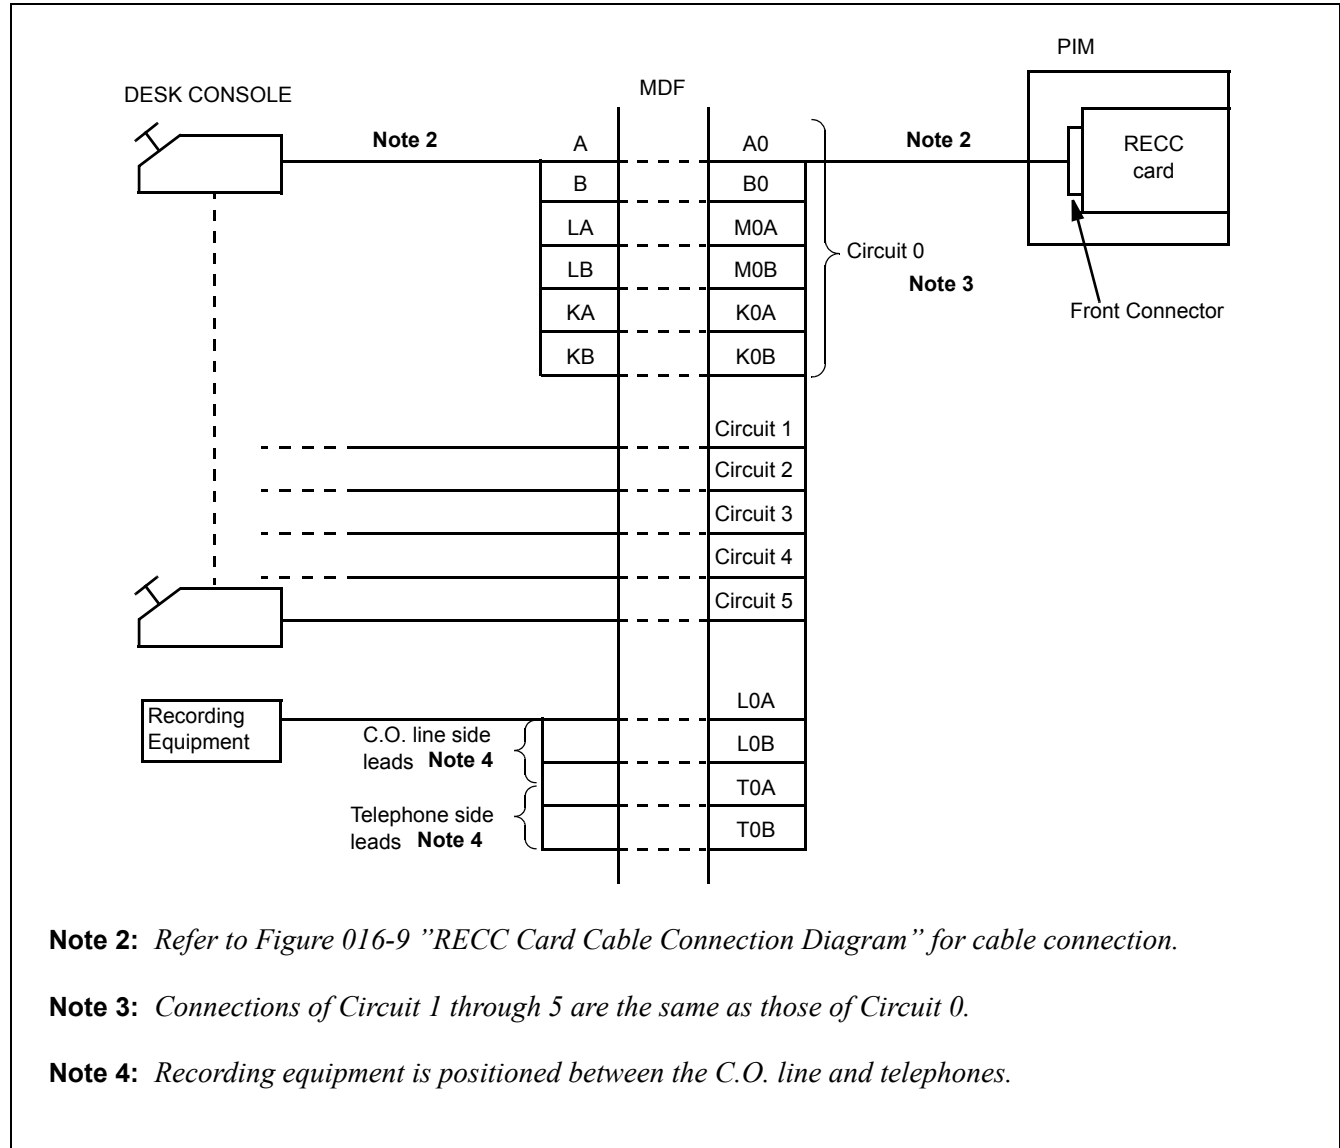 PIM
DESK CONSOLE
MDF
Note 2
A
A0
Note 2
RECC
card
B
B0
LA
M0A
LB
M0B
Circuit 0
Note 3
KA
K0A
Front Connector
KB
K0B
Circuit 1
Circuit 2
Circuit 3
Circuit 4
Circuit 5
Recording
Equipment
L0A
C.O. line side
leads Note 4
L0B
T0A
Telephone side
leads Note 4
T0B
Note 2: Refer to Figure 016-9 ”RECC Card Cable Connection Diagram” for cable connection.
Note 3: Connections of Circuit 1 through 5 are the same as those of Circuit 0.
Note 4: Recording equipment is positioned between the C.O. line and telephones.